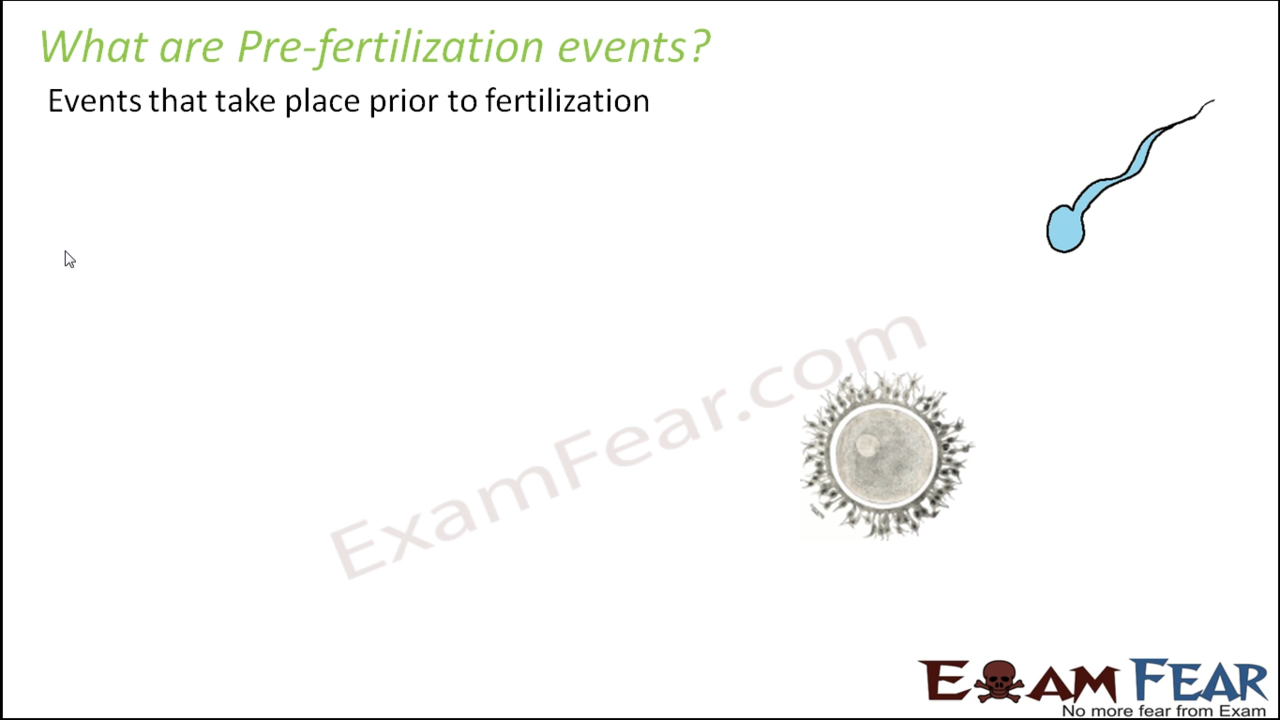 What are Pre-fertilization events?
Events that take place prior to fertilization
ExamFear.com
EXAM FEAR
No more fear from Exam